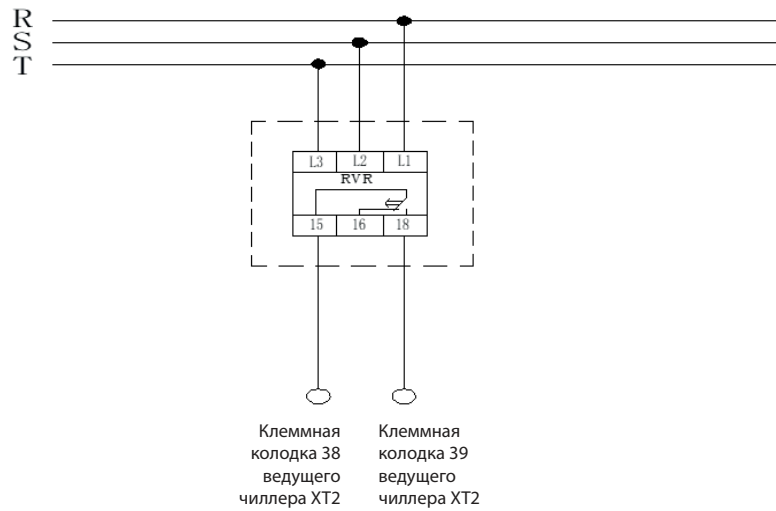 R
S
T
L3 L2 L1
RVR
15 16 18
Клеммная
колодка 38
ведущего
чиллера XT2
Клеммная
колодка 39
ведущего
чиллера XT2